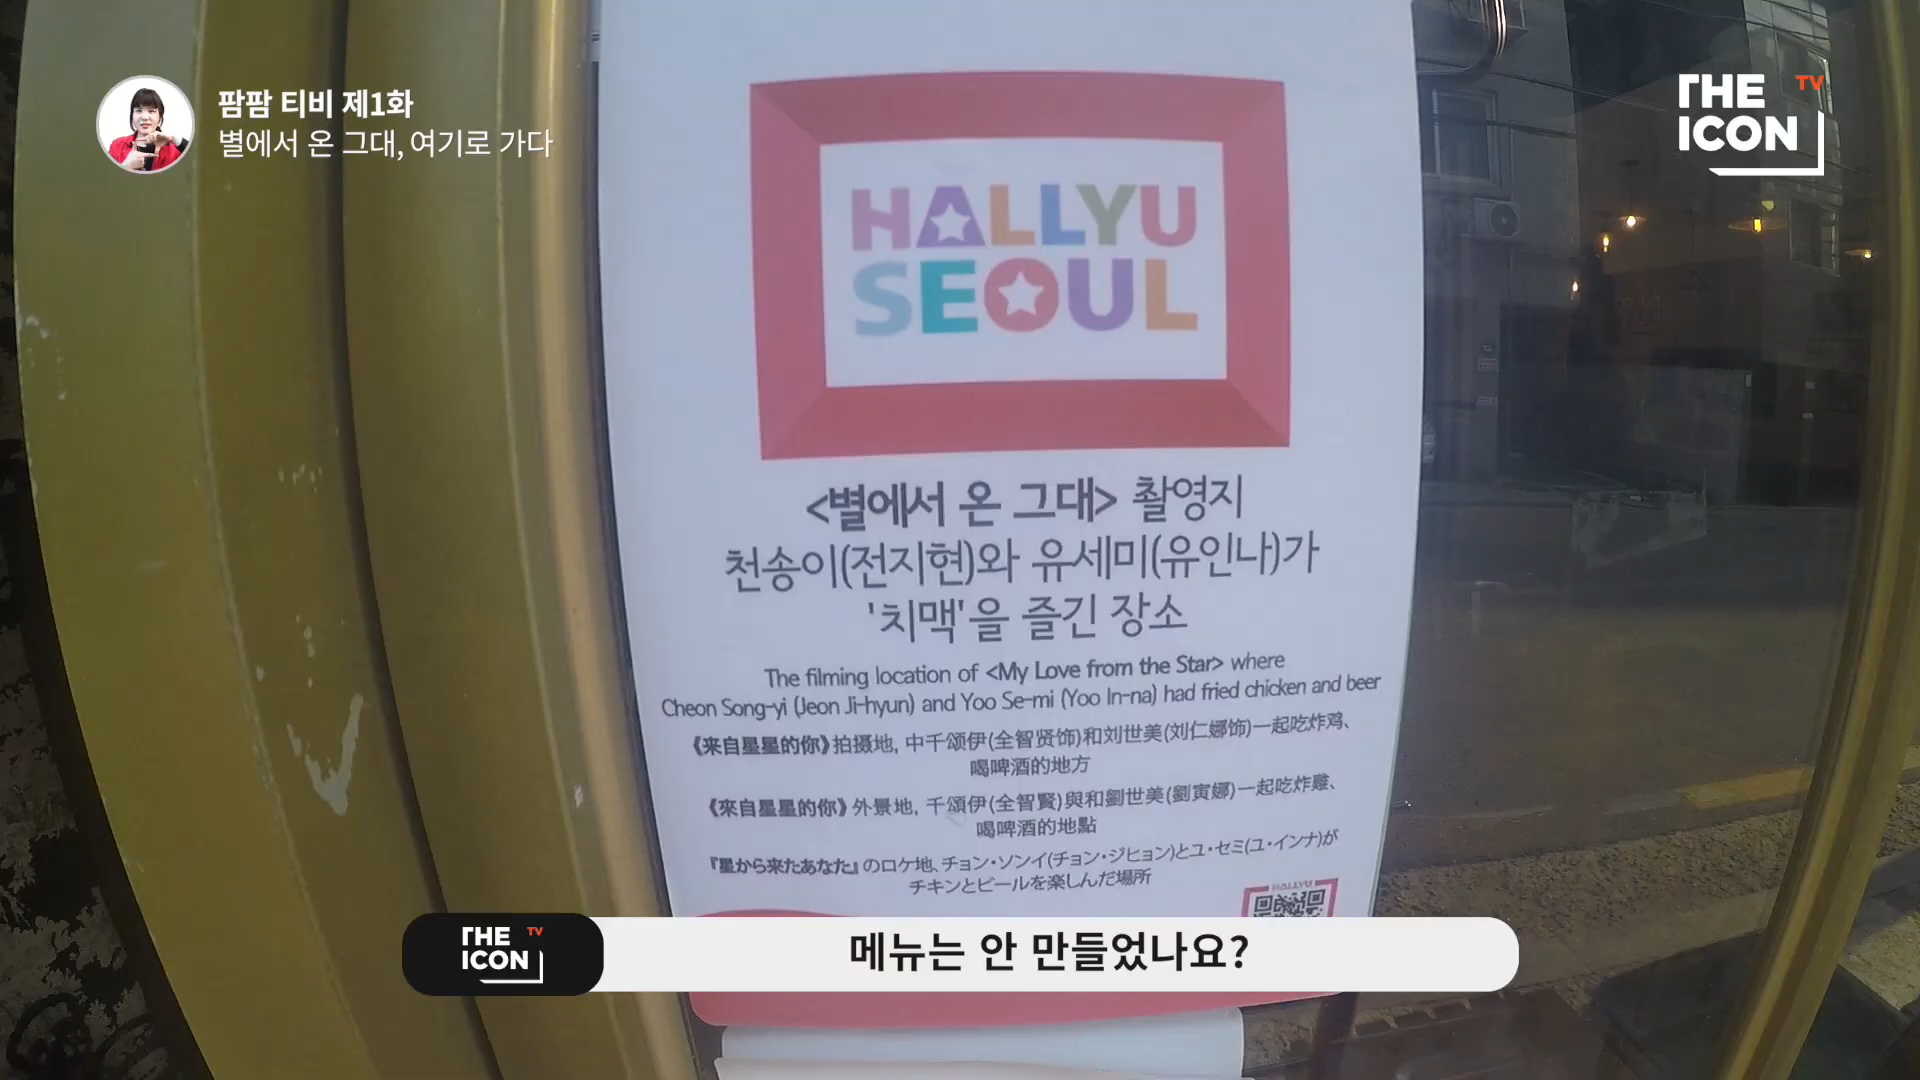 팜팜 티비 제1화
별에서 온 그대, 여기로 가다
THE TV
ICON
HALLYU
SEOUL
<별에서 온 그대> 촬영지
천송이(전지현)와 유세미(유인나)가
'치맥'을 즐긴 장소
The filming location of <My Love from the Star> where
Cheon Song-yi (Jeon Ji-hyun) and Yoo Se-mi (Yoo In-na) had fried chicken and beer
《来自星星的你》拍摄地, 中千颂伊(全智贤饰)和刘世美(刘仁娜饰)一起吃炸鸡、
喝啤酒的地方
《來自星星的你》外景地, 千頌伊(全智賢)與和劉世美(劉寅娜)一起吃炸雞、
喝啤酒的地點
『星から来たあなた』のロケ地、チョン・ソンイ(チョン・ジヒョン)とユ・セミ(ユ・インナ)が
チキンとビールを楽しんだ場所
HALLYU
THE TV
ICON
메뉴는 안 만들었나요?